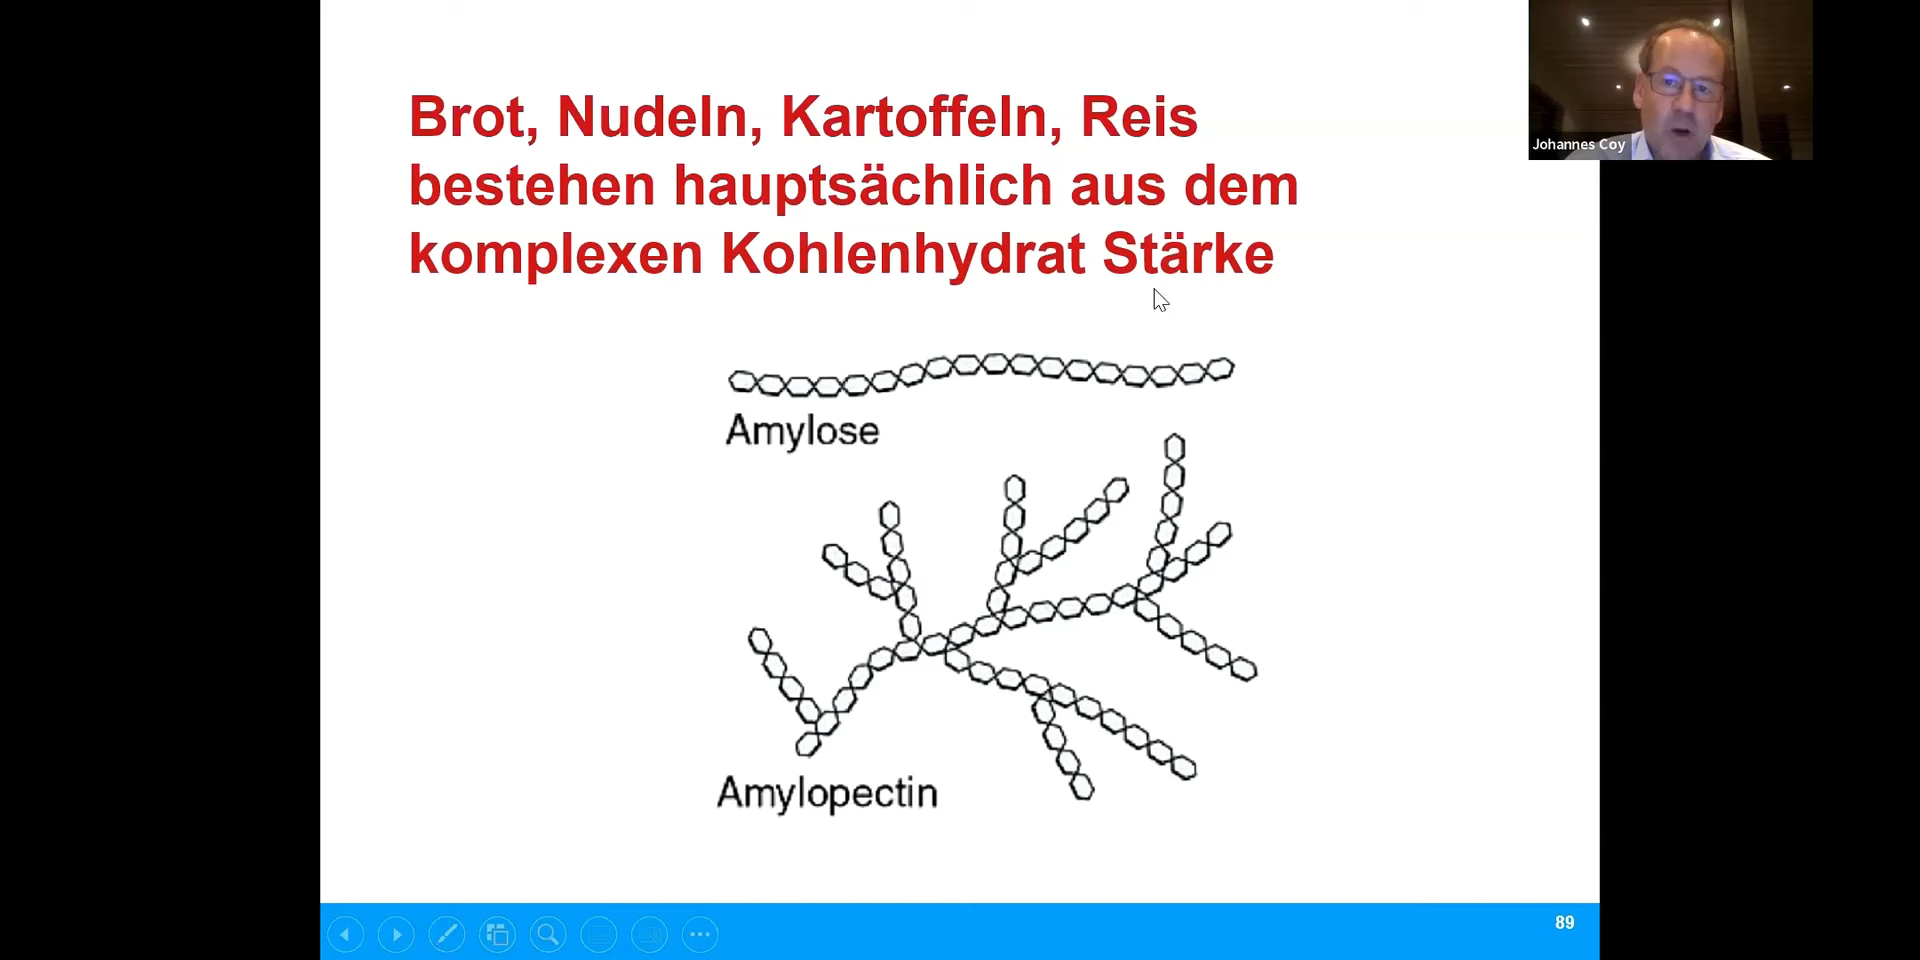 Brot, Nudeln, Kartoffeln, Reis
bestehen hauptsächlich aus dem
komplexen Kohlenhydrat Stärke
Johannes Coy
Amylose
Amylopectin
89